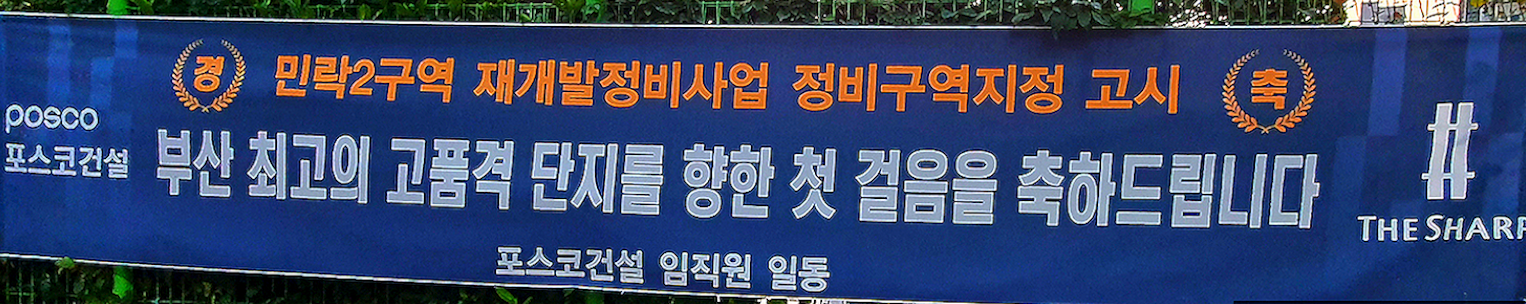 경 민락2구역 재개발정비사업 정비구역지정 고시 축
posco
포스코건설
부산 최고의 고품격 단지를 향한 첫 걸음을 축하드립니다
THE SHARP
포스코건설 임직원 일동